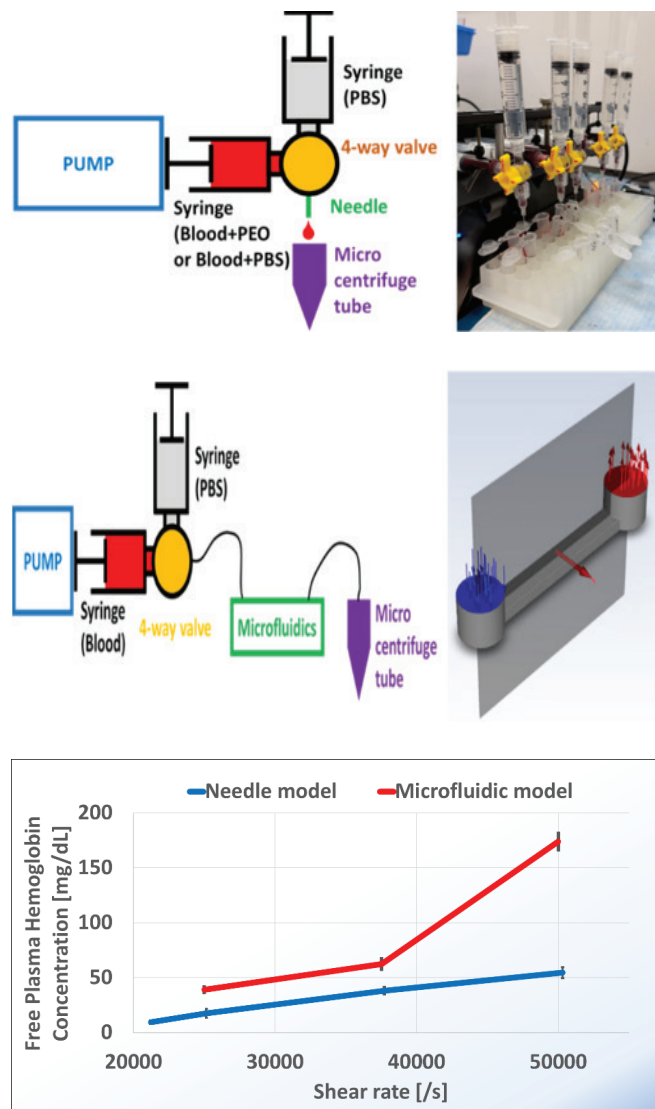 Syringe
(PBS)
4-way valve
PUMP
Needle
Syringe
(Blood+PEO
or Blood+PBS)
Micro
centrifuge
tube
Syringe
(PBS)
PUMP
Syringe
(Blood)
4-way valve
Microfluidics
Micro
centrifuge
tube
Needle model
Microfluidic model
Free Plasma Hemoglobin
Concentration [mg/dL]
200
150
100
50
0
20000 30000 40000 50000
Shear rate [/s]